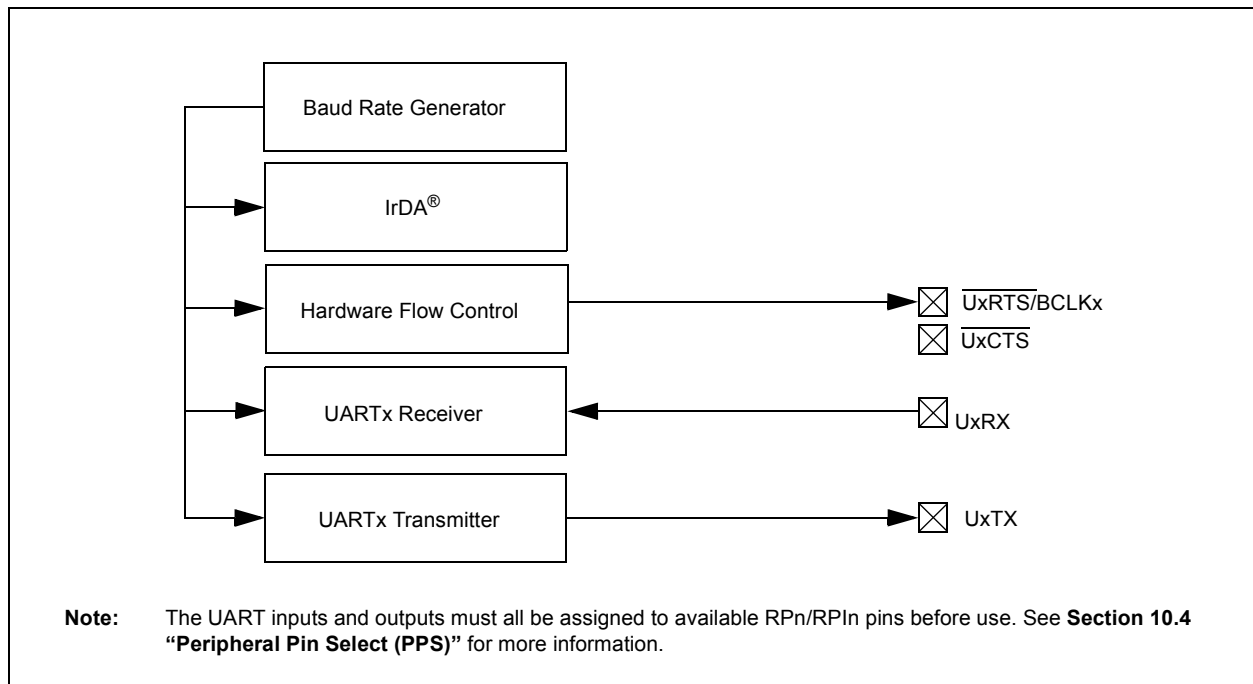 Baud Rate Generator
IrDA®
Hardware Flow Control
UxRTS/BCLKx
UxCTS
UARTx Receiver
UxRX
UARTx Transmitter
UxTX
Note: The UART inputs and outputs must all be assigned to available RPn/RPIn pins before use. See Section 10.4
“Peripheral Pin Select (PPS)” for more information.